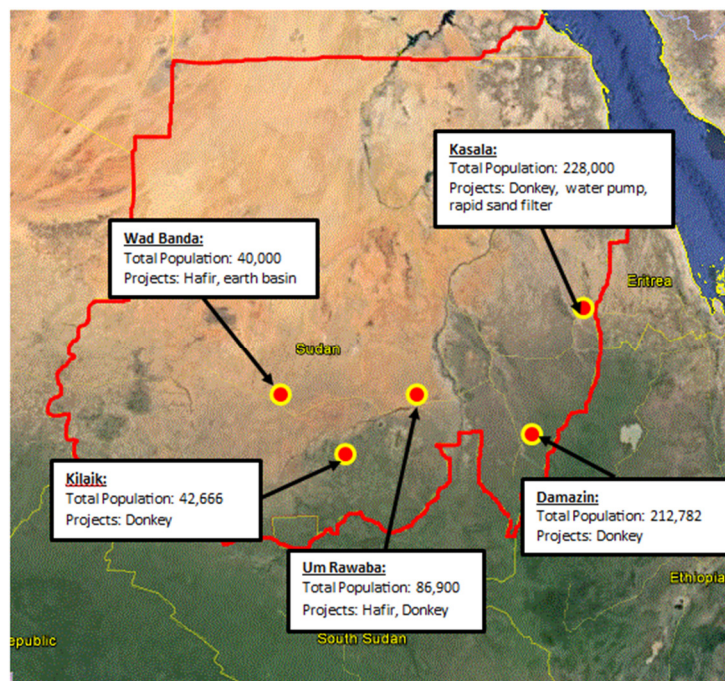 Kasala:
Total Population: 228,000
Projects: Donkey, water pump,
rapid sand filter
Wad Banda:
Total Population: 40,000
Projects: Hafir, earth basin
Eritrea
Sudan
Kilaik:
Total Population: 42,666
Projects: Donkey
Damazin:
Total Population: 212,782
Projects: Donkey
Um Rawaba:
Total Population: 86,900
Projects: Hafir, Donkey
Ethiopia
epublic
South Sudan